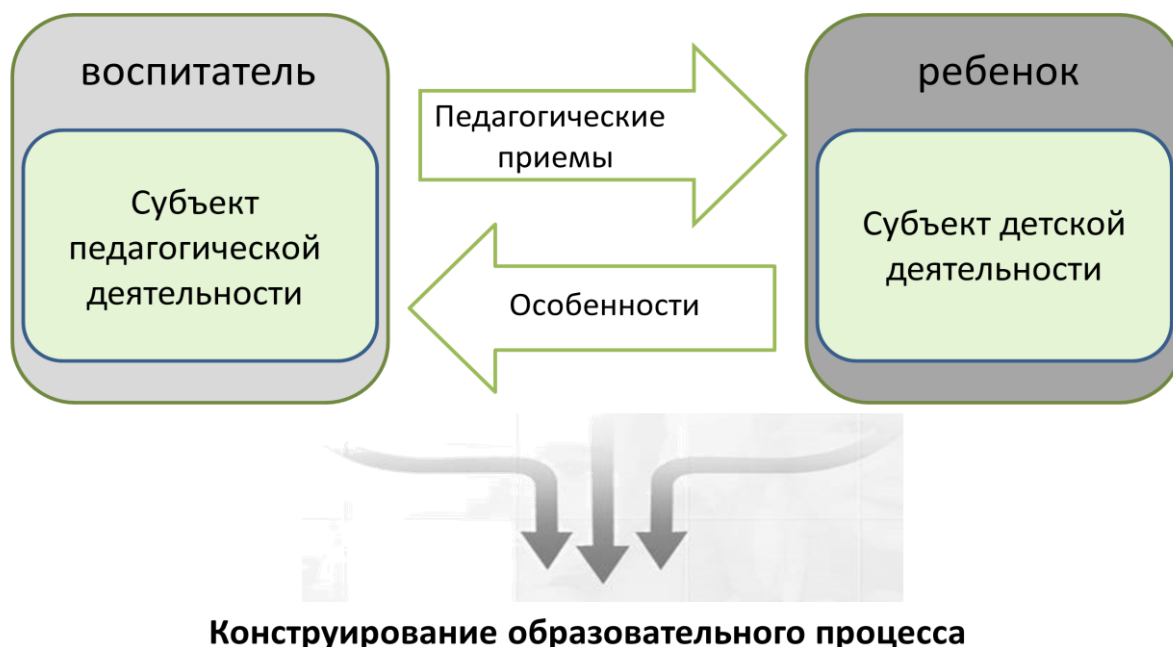 воспитатель
Субъект
педагогической
деятельности
Педагогические
приемы
Особенности
ребенок
Субъект детской
деятельности
Конструирование образовательного процесса